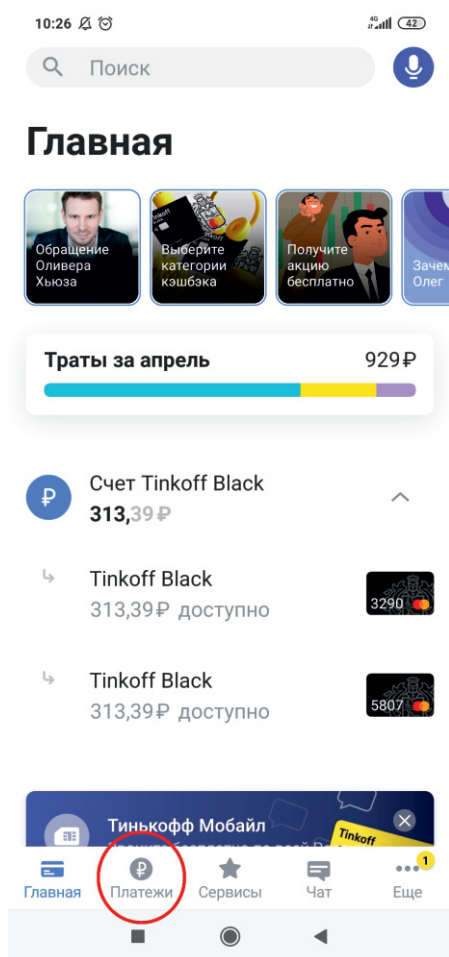 10:26
4G
42
Поиск
Главная
Обращение
Оливера
Хьюза
Выберите
категории
кэшбэка
Получите
акцию
бесплатно
Зачем
Олег
Траты за апрель 929 ₽
Счет Tinkoff Black
313,39 ₽
Tinkoff Black
313,39 ₽ доступно
3290
Tinkoff Black
313,39 ₽ доступно
5807
Тинькофф Мобайл
Tinkoff
1
Главная Платежи Сервисы Чат Еще